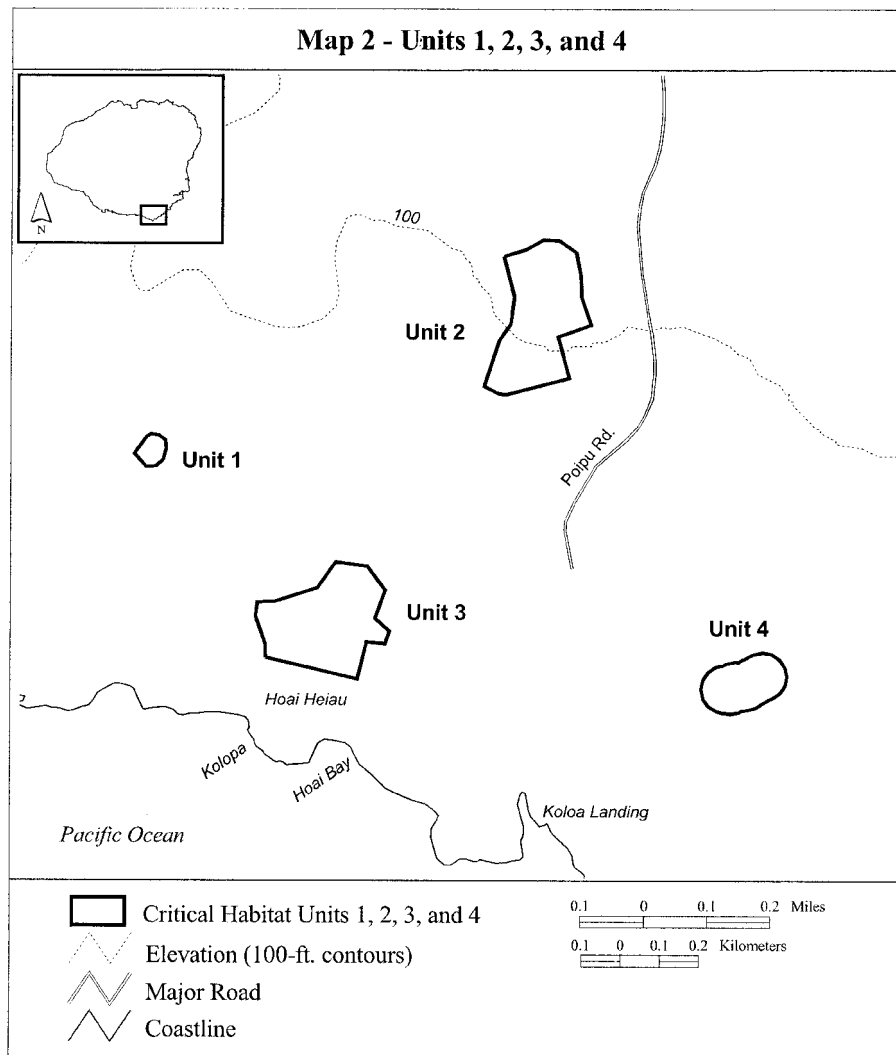 Map 2 - Units 1, 2, 3, and 4
N
100
Unit 2
Unit 1
Poipu Rd.
Unit 3
Unit 4
Hoai Heiau
Kolopa
Hoai Bay
Koloa Landing
Pacific Ocean
Critical Habitat Units 1, 2, 3, and 4
Elevation (100-ft. contours)
Major Road
Coastline
0.1 0 0.1 0.2 Miles
0.1 0 0.1 0.2 Kilometers